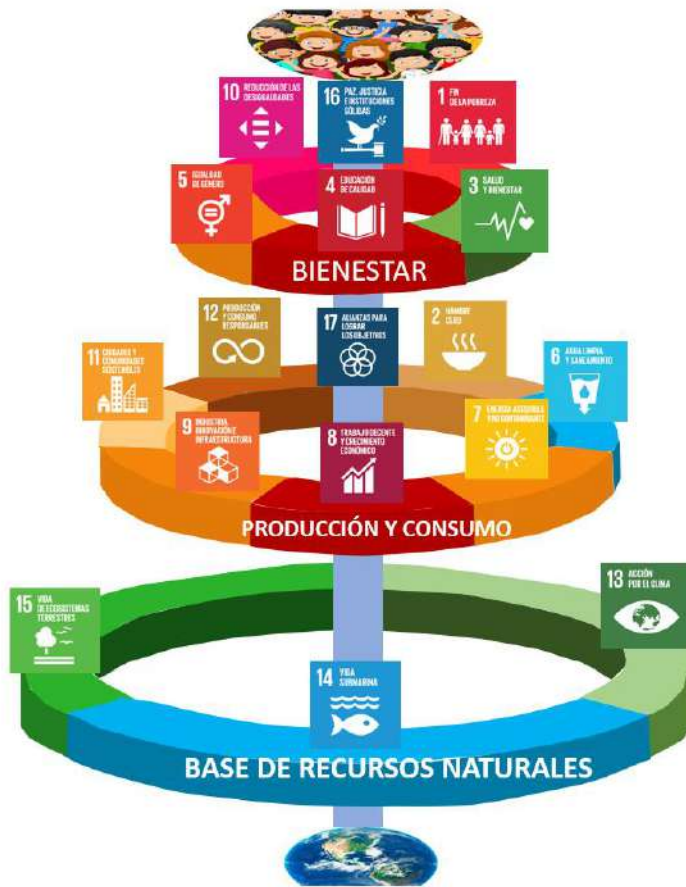 10 REDUCCIÓN DE LAS
DESIGUALDADES
16 PAZ, JUSTICIA
E INSTITUCIONES
SÓLIDAS
1 FIN
DE LA POBREZA
5 IGUALDAD
DE GÉNERO
4 EDUCACIÓN
DE CALIDAD
3 SALUD
Y BIENESTAR
BIENESTAR
12 PRODUCCIÓN
Y CONSUMO
RESPONSABLES
17 ALIANZAS PARA
LOGRAR
LOS OBJETIVOS
2 HAMBRE
CERO
11 CIUDADES Y
COMUNIDADES
SOSTENIBLES
6 AGUA LIMPIA
Y SANEAMIENTO
9 INDUSTRIA,
INNOVACIÓN E
INFRAESTRUCTURA
8 TRABAJO DECENTE
Y CRECIMIENTO
ECONÓMICO
7 ENERGÍA ASEQUIBLE
Y NO CONTAMINANTE
PRODUCCIÓN Y CONSUMO
15 VIDA
DE ECOSISTEMAS
TERRESTRES
13 ACCIÓN
POR EL CLIMA
14 VIDA
SUBMARINA
BASE DE RECURSOS NATURALES